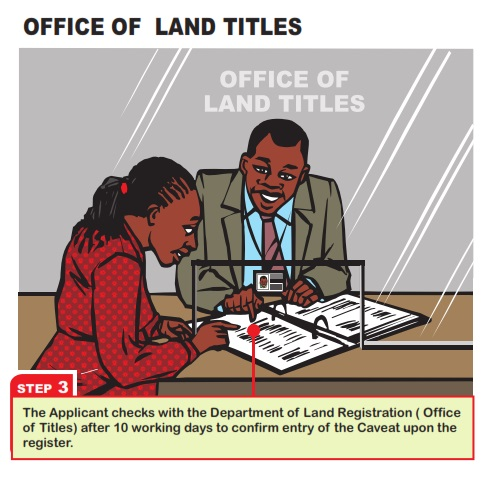 OFFICE OF LAND TITLES
OFFICE OF
LAND TITLES
STEP 3
The Applicant checks with the Department of Land Registration ( Office
of Titles) after 10 working days to confirm entry of the Caveat upon the
register.